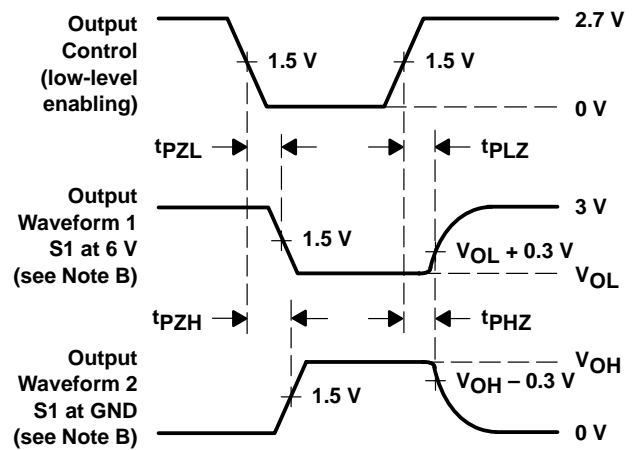 Output
Control
(low-level
enabling)
1.5 V
1.5 V
2.7 V
0 V
tPZL
tPLZ
Output
Waveform 1
S1 at 6 V
(see Note B)
1.5 V
3 V
VOL + 0.3 V
VOL
tPZH
tPHZ
Output
Waveform 2
S1 at GND
(see Note B)
1.5 V
VOH
VOH – 0.3 V
0 V